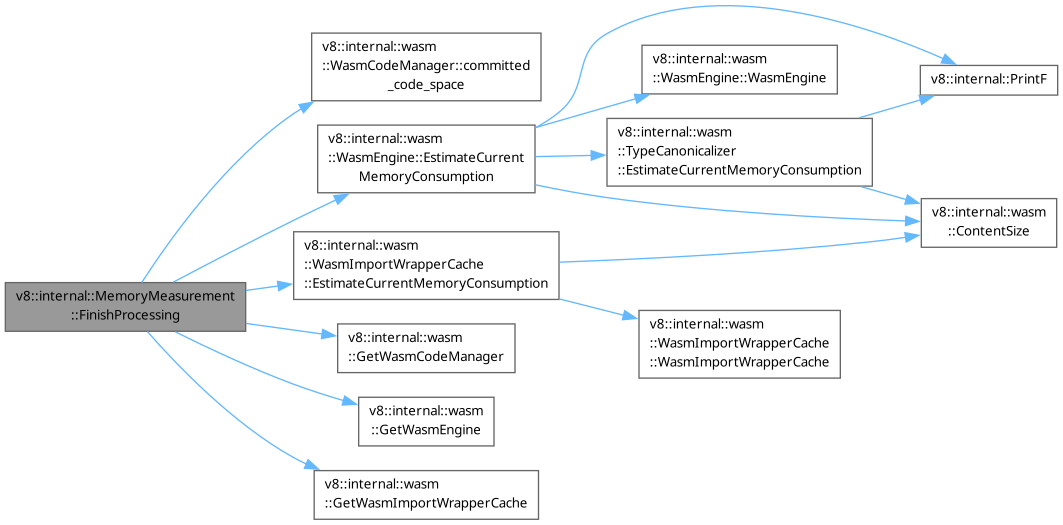 v8::internal::MemoryMeasurement
::FinishProcessing
v8::internal::wasm
::WasmCodeManager::committed
_code_space
v8::internal::wasm
::WasmEngine::EstimateCurrent
MemoryConsumption
v8::internal::wasm
::WasmImportWrapperCache
::EstimateCurrentMemoryConsumption
v8::internal::wasm
::GetWasmCodeManager
v8::internal::wasm
::GetWasmEngine
v8::internal::wasm
::GetWasmImportWrapperCache
v8::internal::wasm
::WasmEngine::WasmEngine
v8::internal::wasm
::TypeCanonicalizer
::EstimateCurrentMemoryConsumption
v8::internal::wasm
::WasmImportWrapperCache
::WasmImportWrapperCache
v8::internal::PrintF
v8::internal::wasm
::ContentSize